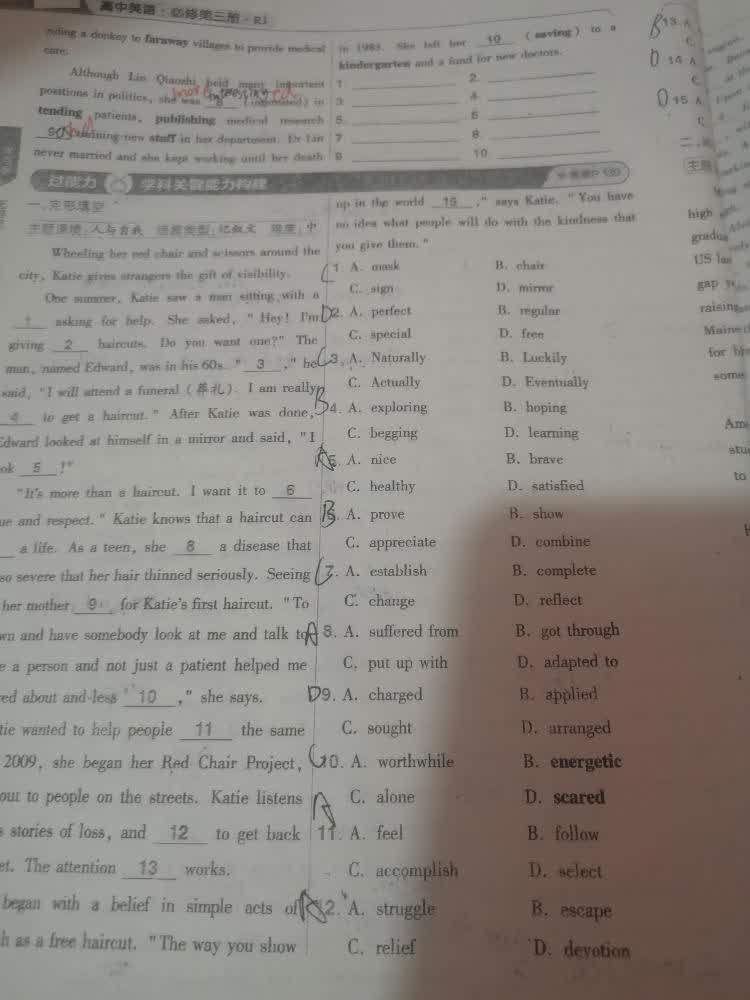 高中英语·必修第三册·RJ
nding a donkey to faraway villages to provide medical
care.
Although Lin Qiaozhi held many important
positions in politics, she was 8 (interested) in
more interested
tending patients, publishing medical research
9 training new stuff in her department. Dr Lin
and
never married and she kept working until her death
in 1983. She left her 10 (saving) to a
kindergarten and a fund for new doctors.
1 2
3 4
5 6
7 8
9 10
过能力 学科关键能力构建
一、完形填空
主题语境：人与自我 语篇类型：记叙文 难度：中
Wheeling her red chair and scissors around the
city, Katie gives strangers the gift of visibility.
One summer, Katie saw a man sitting with a
1 asking for help. She asked, "Hey! I'm
giving 2 haircuts. Do you want one?" The
man, named Edward, was in his 60s. "3," he
said, "I will attend a funeral (葬礼). I am really
4 to get a haircut." After Katie was done,
Edward looked at himself in a mirror and said, "I
ok 5!"
"It's more than a haircut. I want it to 6
ue and respect." Katie knows that a haircut can
a life. As a teen, she 8 a disease that
so severe that her hair thinned seriously. Seeing
her mother 9 for Katie's first haircut. "To
wn and have somebody look at me and talk to
e a person and not just a patient helped me
ed about and less 10," she says.
tie wanted to help people 11 the same
2009, she began her Red Chair Project,
out to people on the streets. Katie listens
s stories of loss, and 12 to get back
et. The attention 13 works.
began with a belief in simple acts of
h as a free haircut. "The way you show
up in the world 15," says Katie. "You have
no idea what people will do with the kindness that
you give them."
C 1. A. mask B. chair
C. sign D. mirror
D 2. A. perfect B. regular
C. special D. free
C 3. A. Naturally B. Luckily
C. Actually D. Eventually
B 4. A. exploring B. hoping
C. begging D. learning
A 5. A. nice B. brave
C. healthy D. satisfied
B 6. A. prove B. show
C. appreciate D. combine
C 7. A. establish B. complete
C. change D. reflect
A 8. A. suffered from B. got through
C. put up with D. adapted to
D 9. A. charged B. applied
C. sought D. arranged
C 10. A. worthwhile B. energetic
C. alone D. scared
A 11. A. feel B. follow
C. accomplish D. select
A 12. A. struggle B. escape
C. relief D. devotion
B 13 A
C
D 14 A
C
D 15 A
C
二、
主题
high
gradua
US las
gap y
raising
Maine
for
some
Am
stu
to